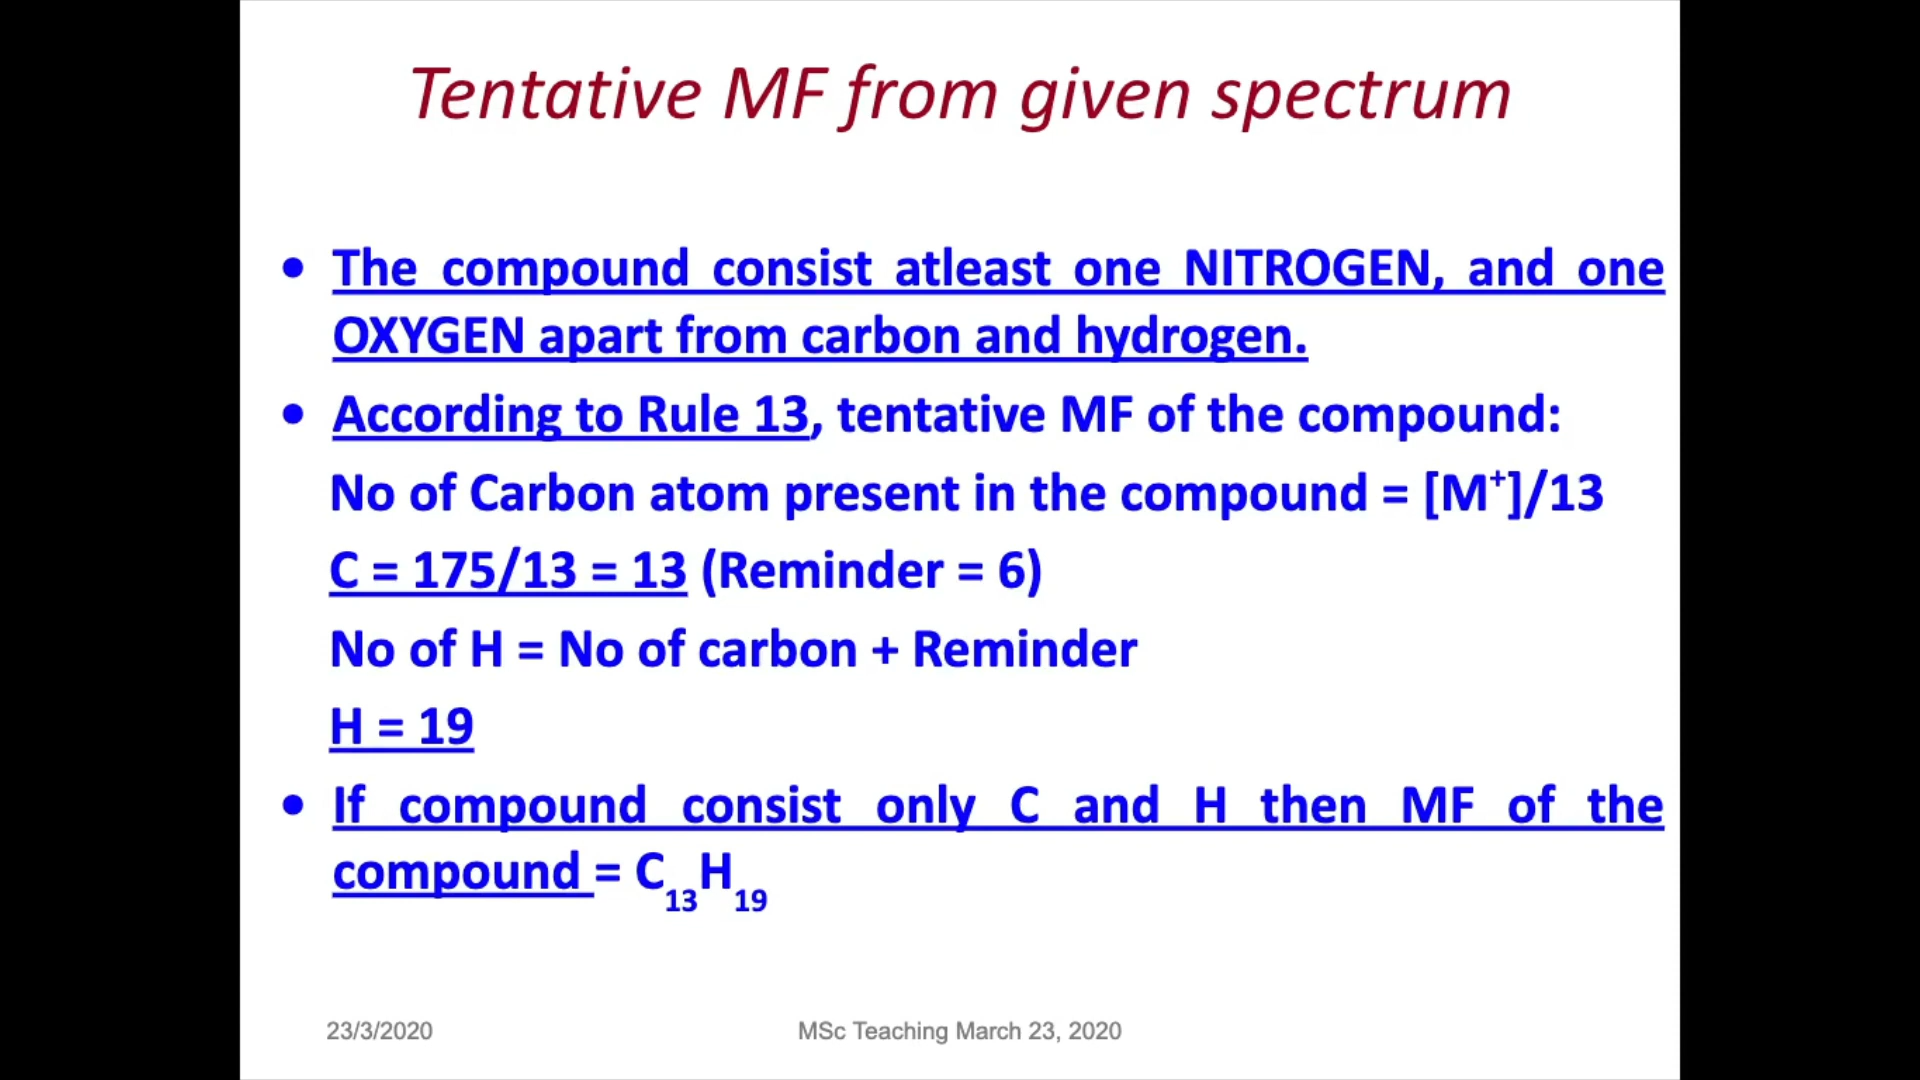 Tentative MF from given spectrum
• The compound consist atleast one NITROGEN, and one
OXYGEN apart from carbon and hydrogen.
• According to Rule 13, tentative MF of the compound:
No of Carbon atom present in the compound = [M⁺]/13
C = 175/13 = 13 (Reminder = 6)
No of H = No of carbon + Reminder
H = 19
• If compound consist only C and H then MF of the
compound = C₁₃H₁₉
23/3/2020
MSc Teaching March 23, 2020